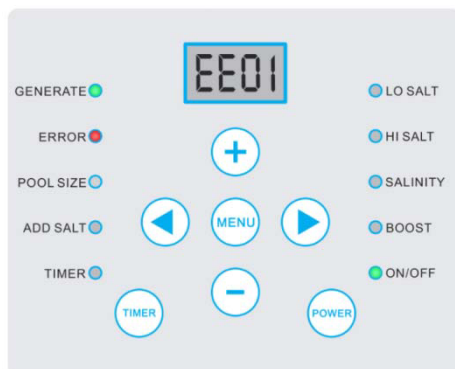 EE01
GENERATE
LO SALT
ERROR
+
HI SALT
POOL SIZE
SALINITY
ADD SALT
MENU
BOOST
TIMER
-
ON/OFF
TIMER
POWER